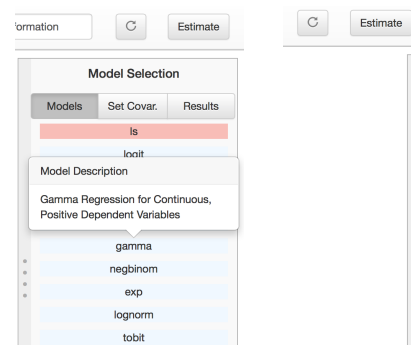 formation
Estimate
Estimate
Model Selection
Models Set Covar. Results
ls
logit
Model Description
Gamma Regression for Continuous,
Positive Dependent Variables
gamma
negbinom
exp
lognorm
tobit